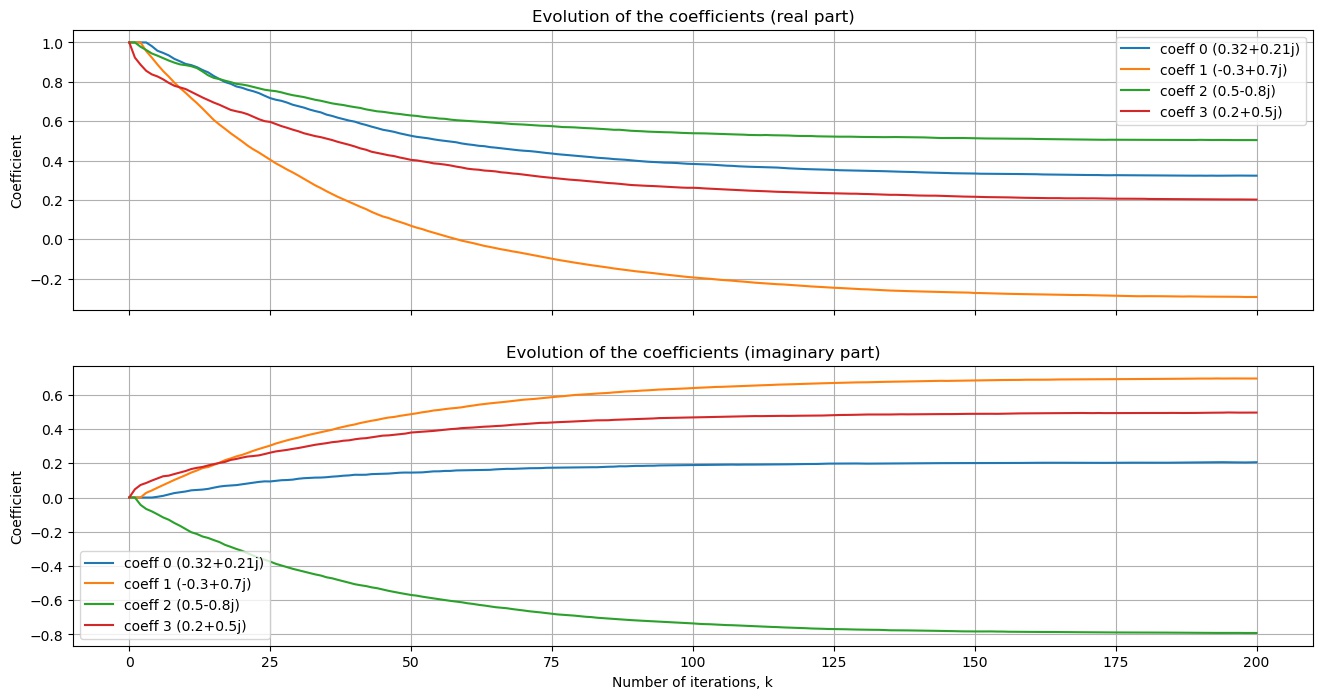 Evolution of the coefficients (real part)
1.0
0.8
0.6
0.4
0.2
0.0
−0.2
Coefficient
coeff 0 (0.32+0.21j)
coeff 1 (-0.3+0.7j)
coeff 2 (0.5-0.8j)
coeff 3 (0.2+0.5j)
Evolution of the coefficients (imaginary part)
0.6
0.4
0.2
0.0
−0.2
−0.4
−0.6
−0.8
Coefficient
coeff 0 (0.32+0.21j)
coeff 1 (-0.3+0.7j)
coeff 2 (0.5-0.8j)
coeff 3 (0.2+0.5j)
0 25 50 75 100 125 150 175 200
Number of iterations, k